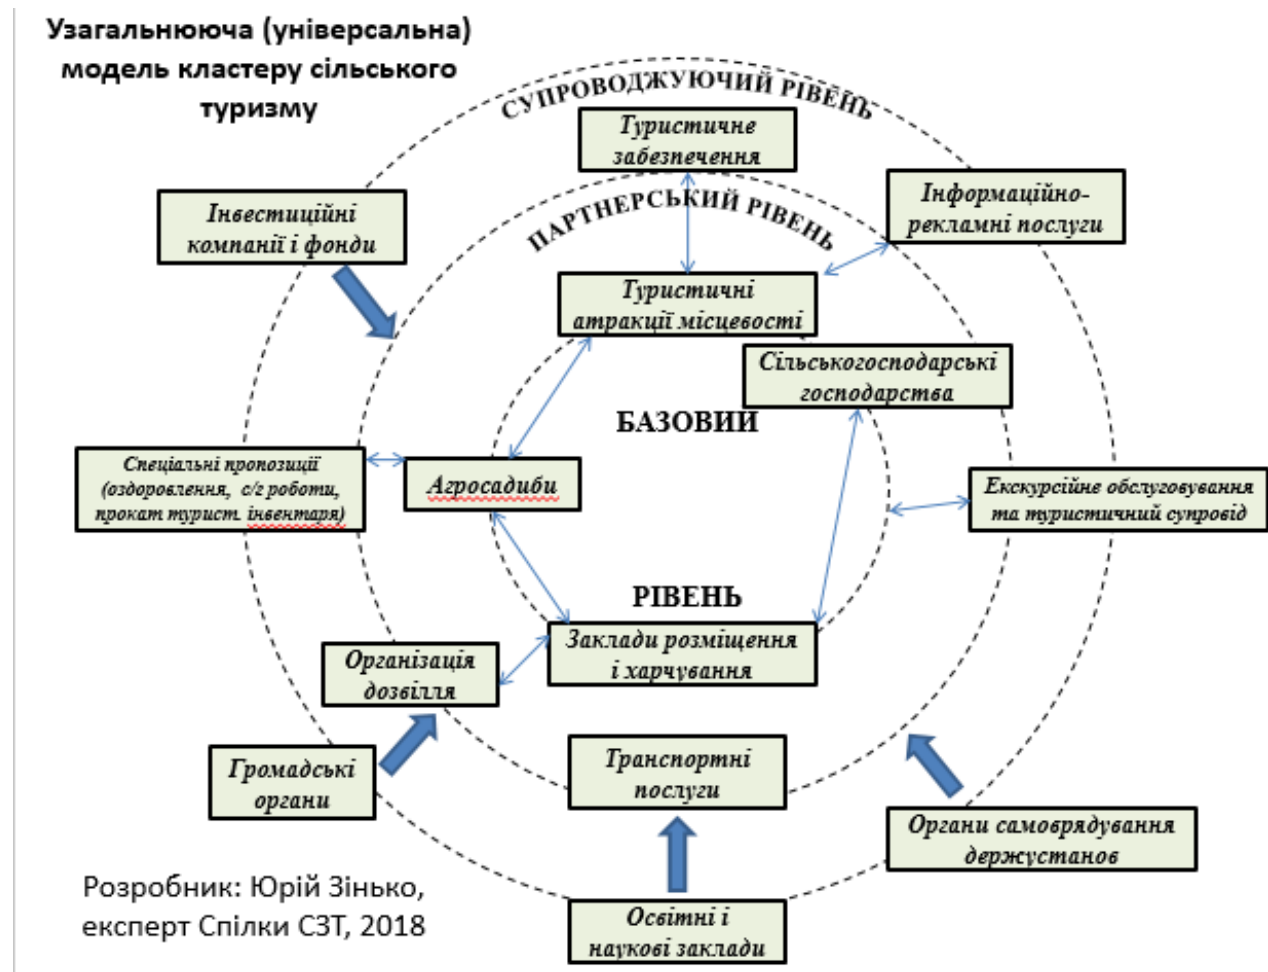 Узагальнююча (універсальна)
модель кластеру сільського
туризму
СУПРОВОДЖУЮЧИЙ РІВЕНЬ
Туристичне
забезпечення
ПАРТНЕРСЬКИЙ РІВЕНЬ
Інвестиційні
компанії і фонди
Інформаційно-
рекламні послуги
Туристичні
атракції місцевості
Сільськогосподарські
господарства
БАЗОВИЙ
Спеціальні пропозиції
(оздоровлення, с/г роботи,
прокат турист. інвентаря)
Агросадиби
Екскурсійне обслуговування
та туристичний супровід
РІВЕНЬ
Заклади розміщення
і харчування
Організація
дозвілля
Громадські
органи
Транспортні
послуги
Органи самоврядування
держустанов
Розробник: Юрій Зінько,
експерт Спілки СЗТ, 2018
Освітні і
наукові заклади